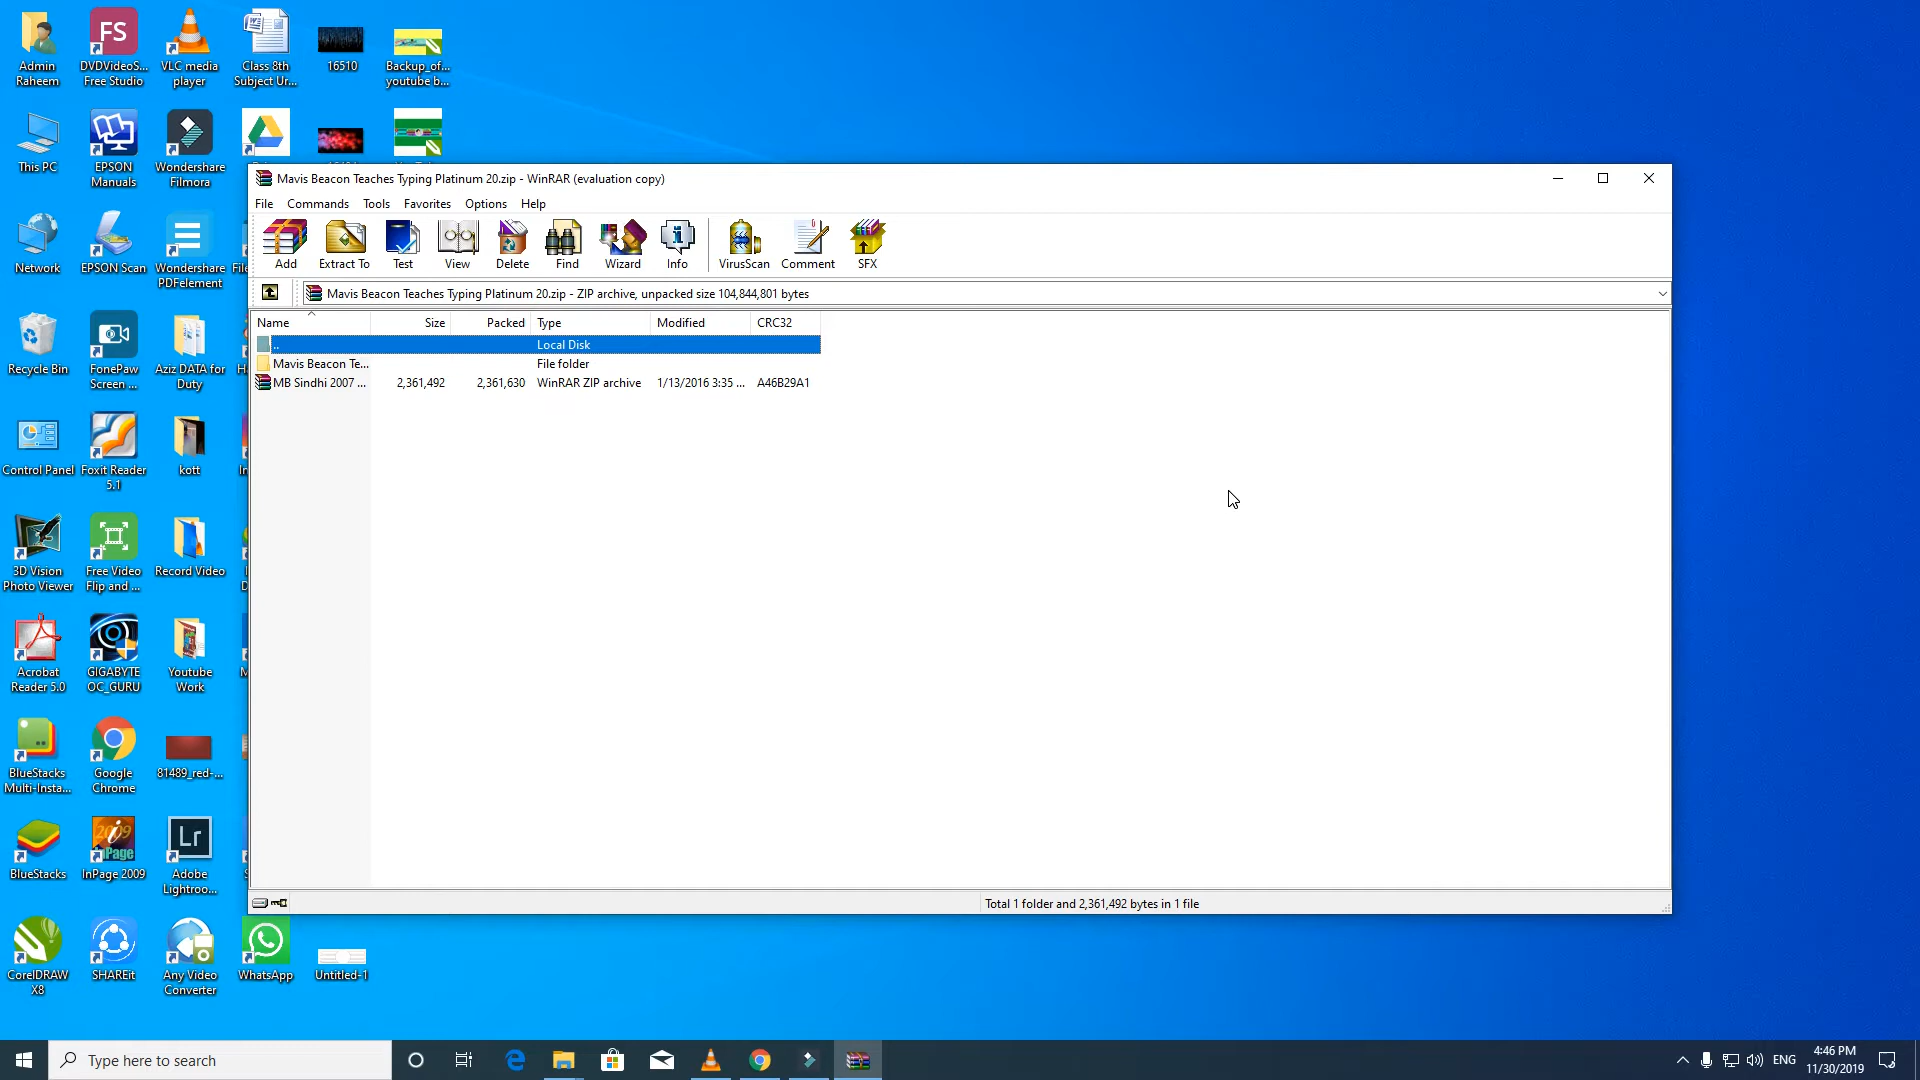 Admin
Raheem
FS
DVDVideoS...
Free Studio
VLC media
player
Class 8th
Subject Ur...
16510
Backup_of...
youtube b...
This PC
EPSON
Manuals
Wondershare
Filmora
Network
EPSON Scan
Wondershare
PDFelement
Recycle Bin
FonePaw
Screen ...
Aziz DATA for
Duty
Control Panel
Foxit Reader
5.1
kott
3D Vision
Photo Viewer
Free Video
Flip and ...
Record Video
Acrobat
Reader 5.0
GIGABYTE
OC_GURU
Youtube
Work
BlueStacks
Multi-Insta...
Google
Chrome
81489_red-...
BlueStacks
InPage 2009
Lr
Adobe
Lightroo...
CorelDRAW
X8
SHAREit
Any Video
Converter
WhatsApp
Untitled-1
Mavis Beacon Teaches Typing Platinum 20.zip - WinRAR (evaluation copy)
File Commands Tools Favorites Options Help
Add Extract To Test View Delete Find Wizard Info VirusScan Comment SFX
Mavis Beacon Teaches Typing Platinum 20.zip - ZIP archive, unpacked size 104,844,801 bytes
Name Size Packed Type Modified CRC32
.. Local Disk
Mavis Beacon Te... File folder
MB Sindhi 2007 ... 2,361,492 2,361,630 WinRAR ZIP archive 1/13/2016 3:35 ... A46B29A1
Total 1 folder and 2,361,492 bytes in 1 file
Type here to search
ENG
4:46 PM
11/30/2019